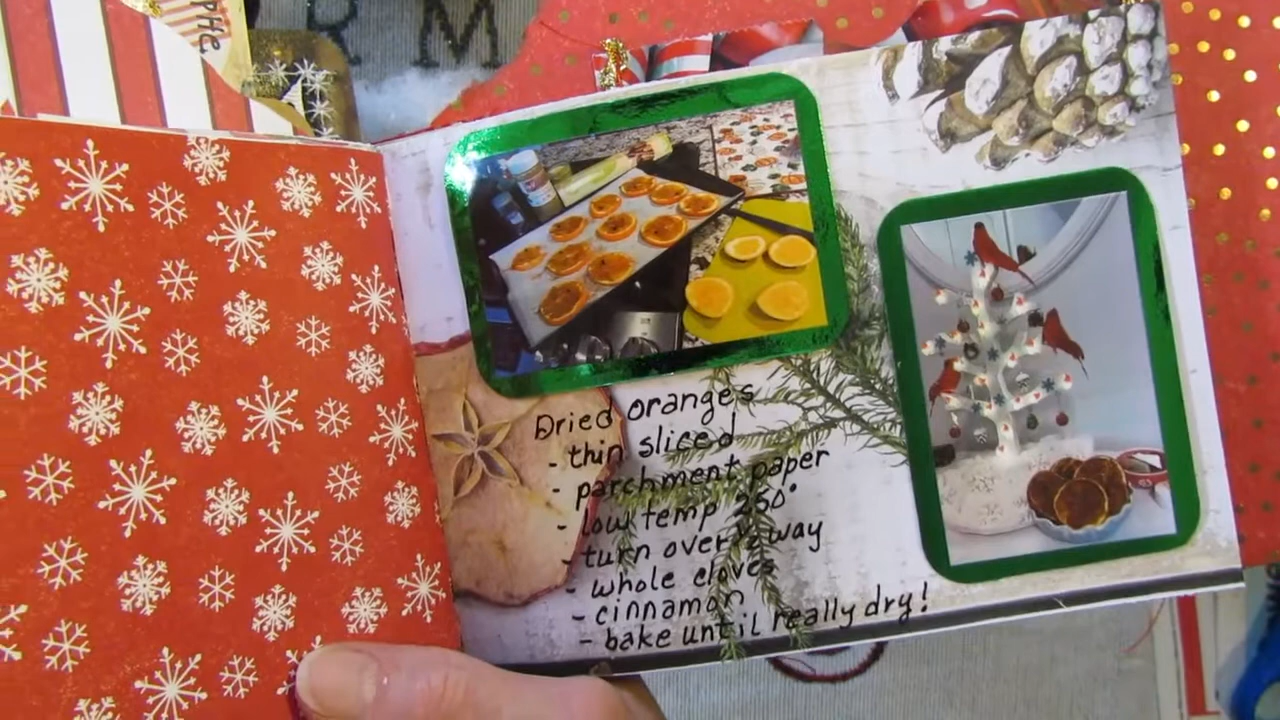 R M
Dried oranges
- thin sliced
- parchment paper
- low temp 250°
- turn over ½ way
- whole cloves
- cinnamon
- bake until really dry!